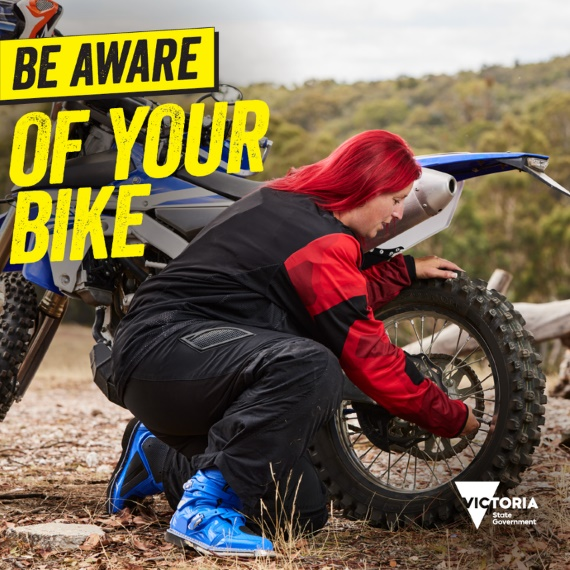 BE AWARE
OF YOUR
BIKE
VICTORIA
State
Government